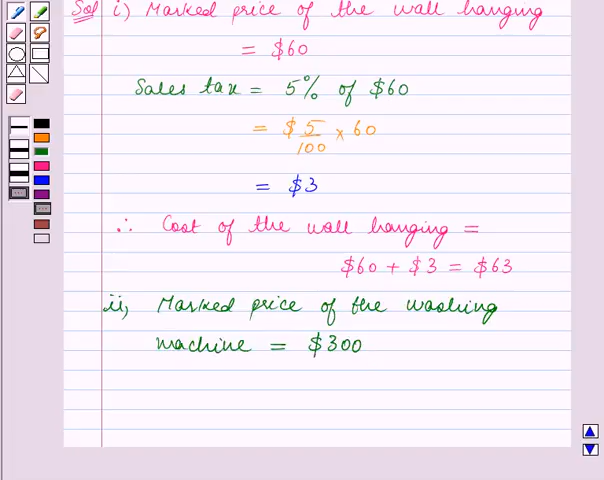 Sol i) Marked price of the wall hanging
= $60
Sales tax = 5% of $60
= $ 5/100 × 60
= $3
∴ Cost of the wall hanging =
$60 + $3 = $63
ii, Marked price of the washing
machine = $300